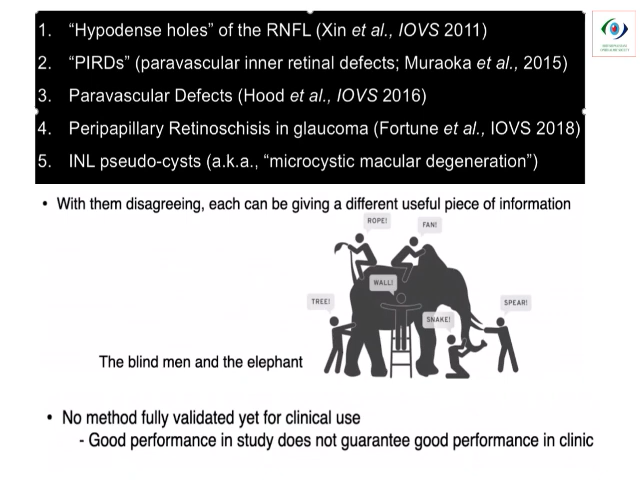 1. “Hypodense holes” of the RNFL (Xin et al., IOVS 2011)
2. “PIRDs” (paravascular inner retinal defects; Muraoka et al., 2015)
3. Paravascular Defects (Hood et al., IOVS 2016)
4. Peripapillary Retinoschisis in glaucoma (Fortune et al., IOVS 2018)
5. INL pseudo-cysts (a.k.a., “microcystic macular degeneration”)
• With them disagreeing, each can be giving a different useful piece of information
ROPE!
FAN!
WALL!
TREE!
SPEAR!
SNAKE!
The blind men and the elephant
• No method fully validated yet for clinical use
- Good performance in study does not guarantee good performance in clinic